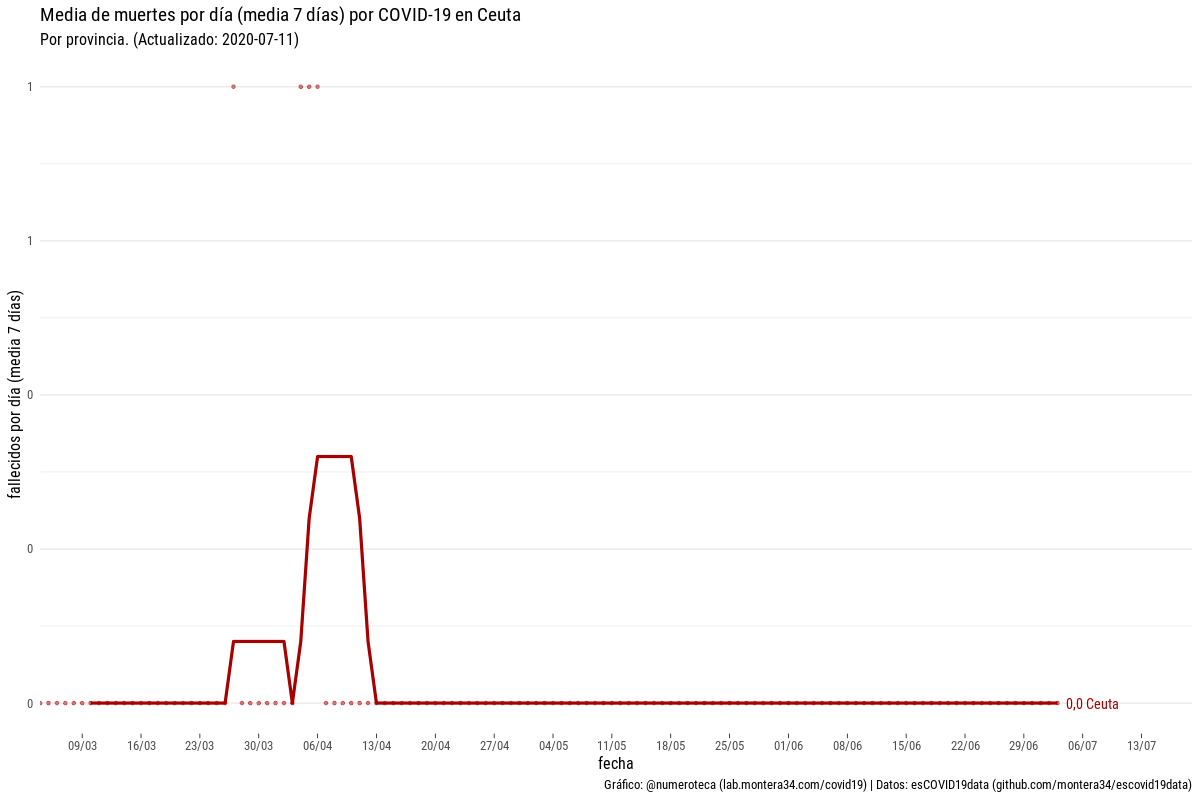 Media de muertes por día (media 7 días) por COVID-19 en Ceuta
Por provincia. (Actualizado: 2020-07-11)
fallecidos por día (media 7 días)
1
1
0
0
0
0,0 Ceuta
09/03 16/03 23/03 30/03 06/04 13/04 20/04 27/04 04/05 11/05 18/05 25/05 01/06 08/06 15/06 22/06 29/06 06/07 13/07
fecha
Gráfico: @numeroteca (lab.montera34.com/covid19) | Datos: esCOVID19data (github.com/montera34/escovid19data)